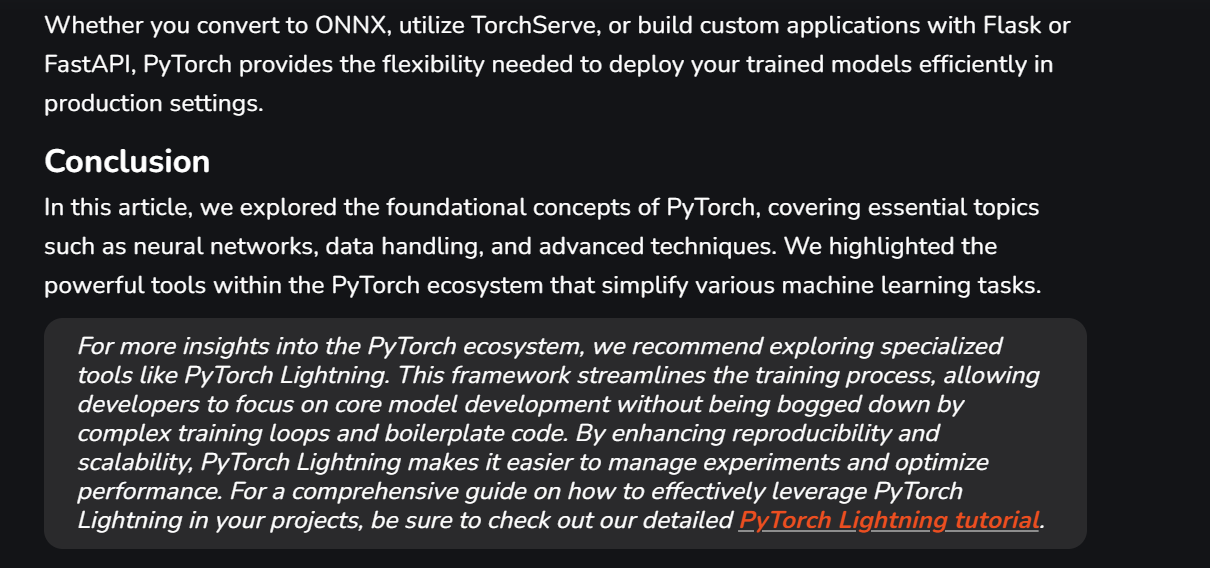 Whether you convert to ONNX, utilize TorchServe, or build custom applications with Flask or
FastAPI, PyTorch provides the flexibility needed to deploy your trained models efficiently in
production settings.
Conclusion
In this article, we explored the foundational concepts of PyTorch, covering essential topics
such as neural networks, data handling, and advanced techniques. We highlighted the
powerful tools within the PyTorch ecosystem that simplify various machine learning tasks.
For more insights into the PyTorch ecosystem, we recommend exploring specialized
tools like PyTorch Lightning. This framework streamlines the training process, allowing
developers to focus on core model development without being bogged down by
complex training loops and boilerplate code. By enhancing reproducibility and
scalability, PyTorch Lightning makes it easier to manage experiments and optimize
performance. For a comprehensive guide on how to effectively leverage PyTorch
Lightning in your projects, be sure to check out our detailed PyTorch Lightning tutorial.